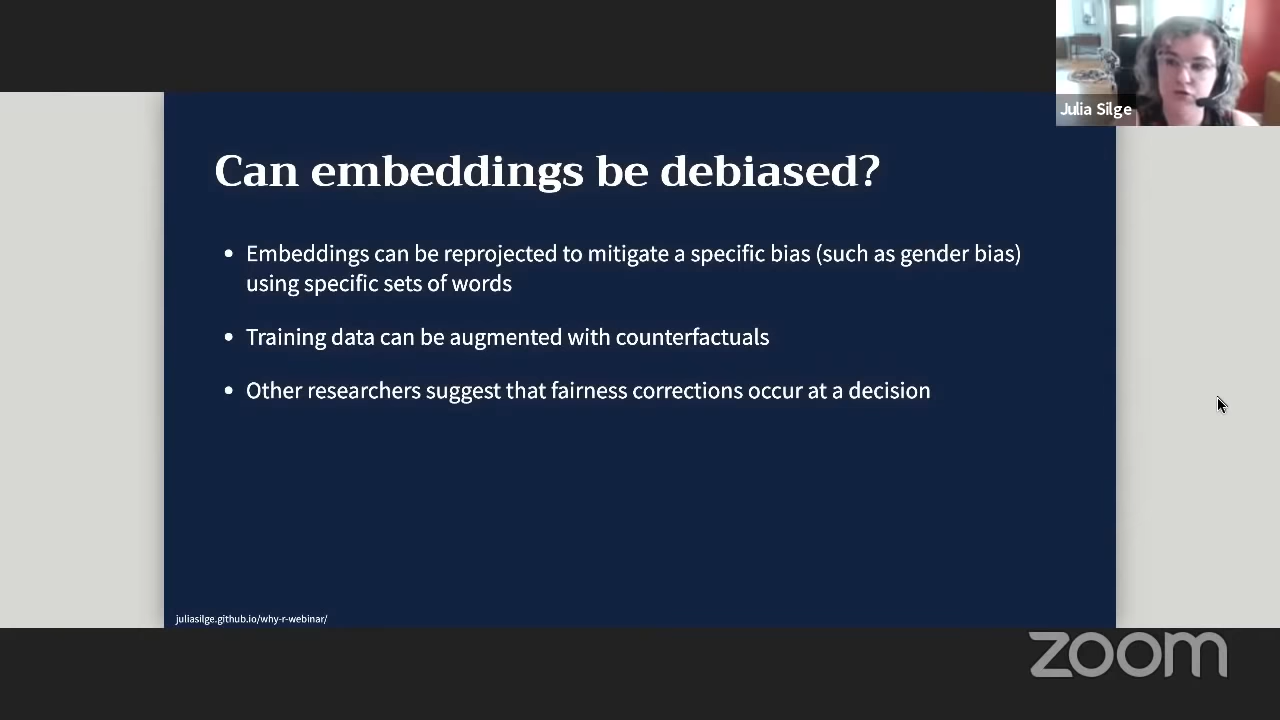 Julia Silge
Can embeddings be debiased?
• Embeddings can be reprojected to mitigate a specific bias (such as gender bias)
using specific sets of words
• Training data can be augmented with counterfactuals
• Other researchers suggest that fairness corrections occur at a decision
juliasilge.github.io/why-r-webinar/
zoom